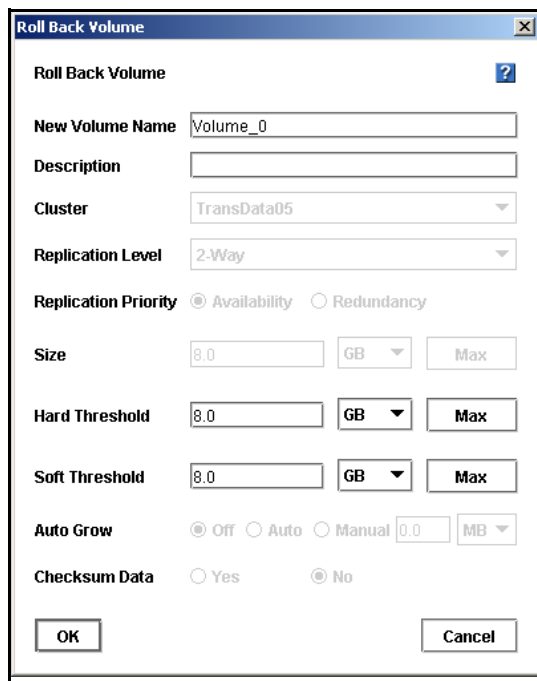 Roll Back Volume
Roll Back Volume ?
New Volume Name Volume_0
Description
Cluster TransData05
Replication Level 2-Way
Replication Priority Availability Redundancy
Size 8.0 GB Max
Hard Threshold 8.0 GB Max
Soft Threshold 8.0 GB Max
Auto Grow Off Auto Manual 0.0 MB
Checksum Data Yes No
OK Cancel